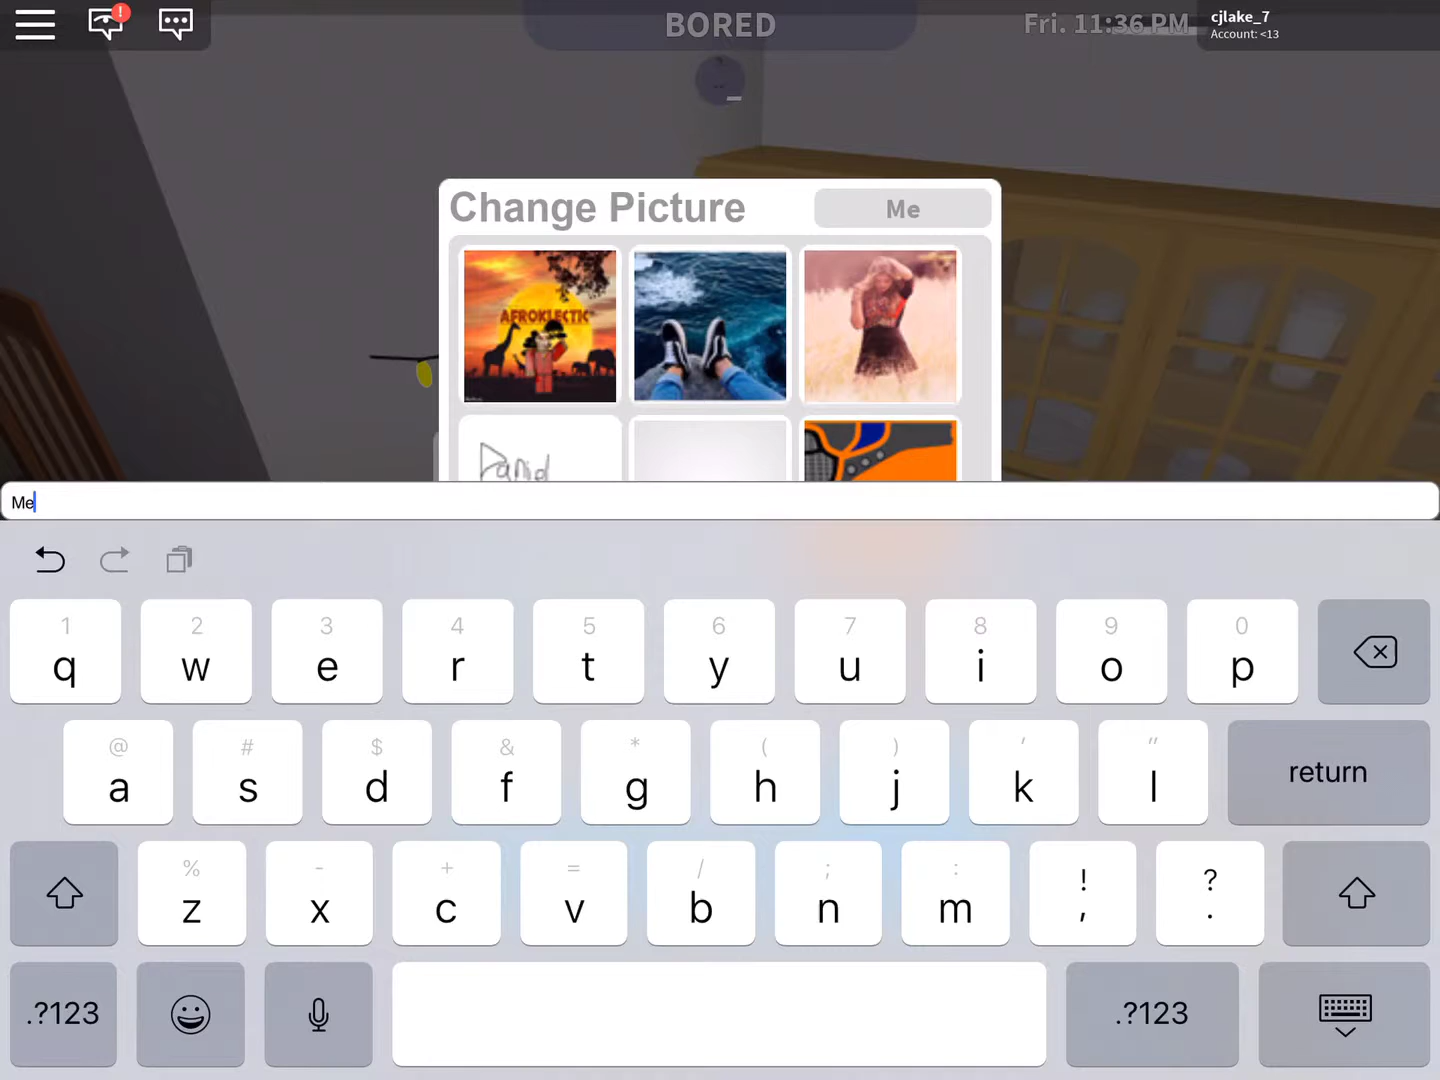 BORED
Fri. 11:36 PM
cjlake_7
Account: <13
!
Change Picture
Me
AFROKLECTIC
Daniel
Me
1 2 3 4 5 6 7 8 9 0
q w e r t y u i o p
@ # $ & * ( ) ' "
a s d f g h j k l return
% - + = / ; : ! ?
z x c v b n m , .
.?123 .?123